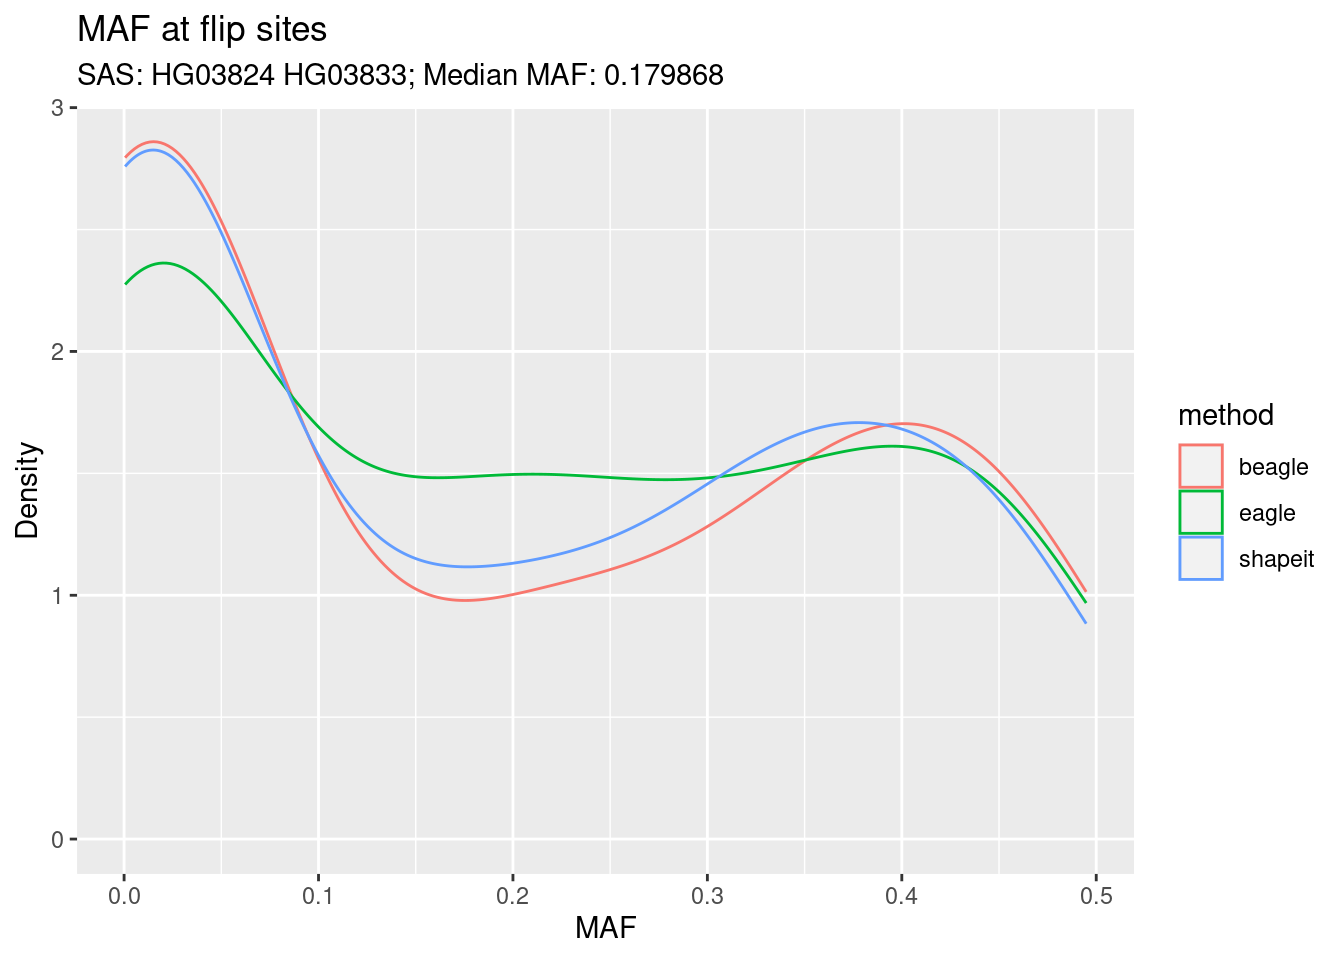 MAF at flip sites
SAS: HG03824 HG03833; Median MAF: 0.179868
3
2
1
0
Density
0.0 0.1 0.2 0.3 0.4 0.5
MAF
method
beagle
eagle
shapeit